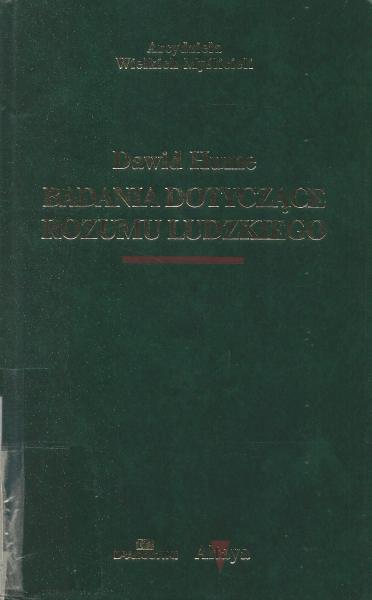 Arcydzieła
Wielkich Myślicieli
Dawid Hume
BADANIA DOTYCZĄCE
ROZUMU LUDZKIEGO
Altaya